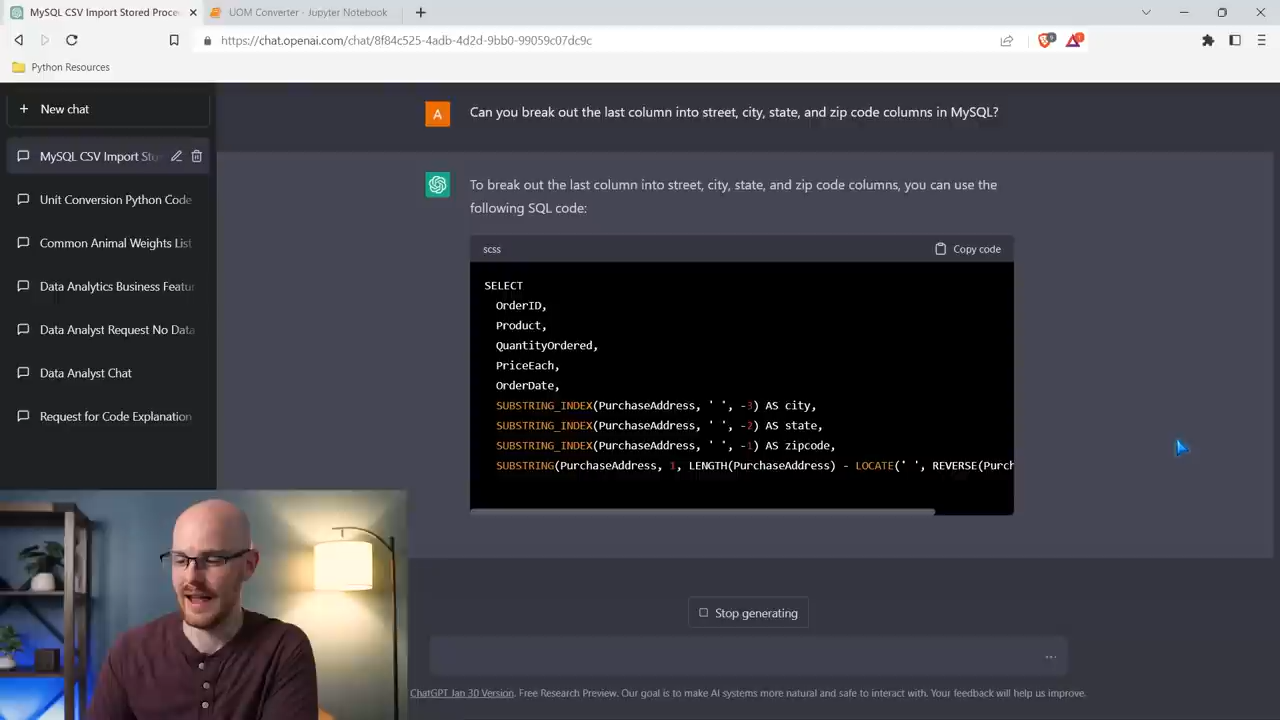 MySQL CSV Import Stored Proce
UOM Converter - Jupyter Notebook
https://chat.openai.com/chat/8f84c525-4adb-4d2d-9bb0-99059c07dc9c
Python Resources
New chat
MySQL CSV Import Sto
Unit Conversion Python Code
Common Animal Weights List
Data Analytics Business Featur
Data Analyst Request No Data
Data Analyst Chat
Request for Code Explanation
A
Can you break out the last column into street, city, state, and zip code columns in MySQL?
To break out the last column into street, city, state, and zip code columns, you can use the
following SQL code:
scss
Copy code
SELECT
OrderID,
Product,
QuantityOrdered,
PriceEach,
OrderDate,
SUBSTRING_INDEX(PurchaseAddress, ' ', -3) AS city,
SUBSTRING_INDEX(PurchaseAddress, ' ', -2) AS state,
SUBSTRING_INDEX(PurchaseAddress, ' ', -1) AS zipcode,
SUBSTRING(PurchaseAddress, 1, LENGTH(PurchaseAddress) - LOCATE(' ', REVERSE(Purch
Stop generating
ChatGPT Jan 30 Version. Free Research Preview. Our goal is to make AI systems more natural and safe to interact with. Your feedback will help us improve.